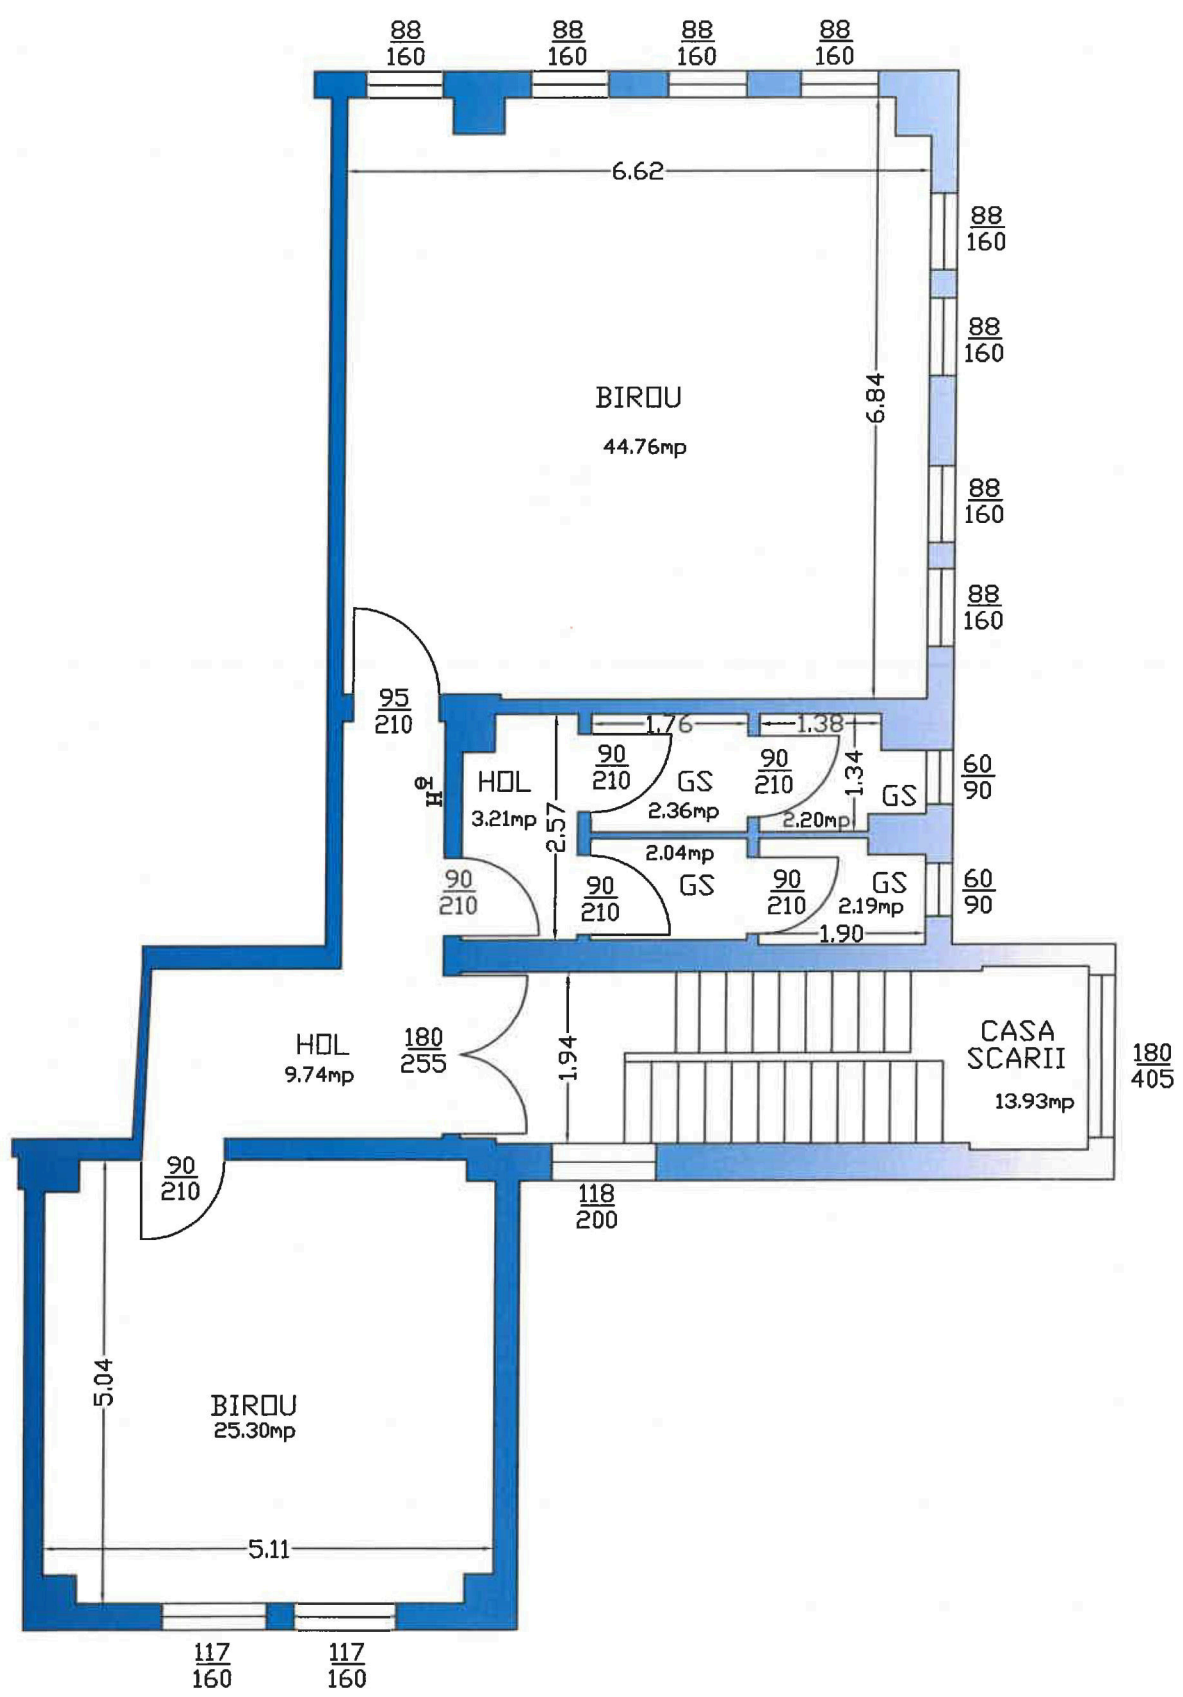 88
160
88
160
88
160
88
160
6.62
88
160
88
160
6.84
BIROU
44.76mp
88
160
88
160
95
210
1.76
1.38
90
210
90
210
1.34
60
90
HOL
3.21mp
GS
2.36mp
GS
2.20mp
2.57
2.04mp
GS
90
210
90
210
90
210
GS
2.19mp
60
90
1.90
HOL
9.74mp
180
255
1.94
CASA
SCARII
13.93mp
180
405
90
210
118
200
5.04
BIROU
25.30mp
5.11
117
160
117
160